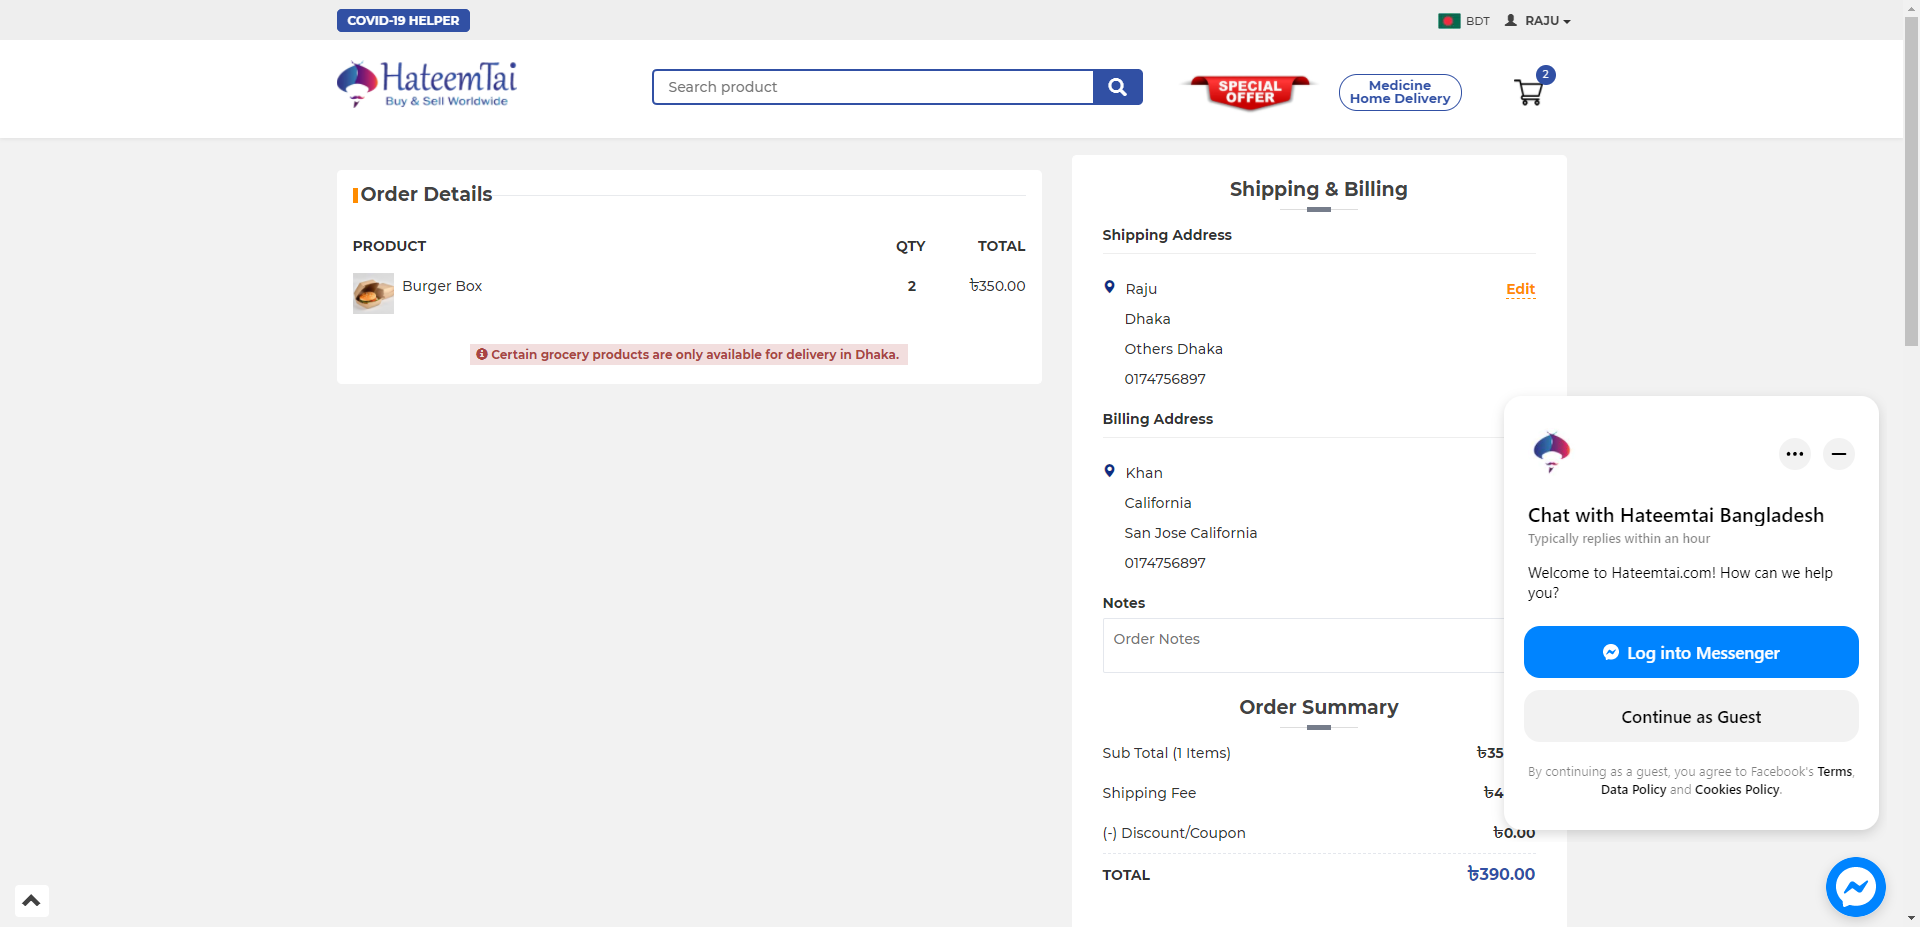 COVID-19 HELPER
BDT
RAJU
HateemTai
Buy & Sell Worldwide
Search product
SPECIAL
OFFER
Medicine
Home Delivery
2
Order Details
PRODUCT QTY TOTAL
Burger Box 2 ৳350.00
Certain grocery products are only available for delivery in Dhaka.
Shipping & Billing
Shipping Address
Raju Edit
Dhaka
Others Dhaka
0174756897
Billing Address
Khan
California
San Jose California
0174756897
Notes
Order Notes
Order Summary
Sub Total (1 Items) ৳35
Shipping Fee ৳4
(-) Discount/Coupon ৳0.00
TOTAL ৳390.00
Chat with Hateemtai Bangladesh
Typically replies within an hour
Welcome to Hateemtai.com! How can we help
you?
Log into Messenger
Continue as Guest
By continuing as a guest, you agree to Facebook's Terms,
Data Policy and Cookies Policy.